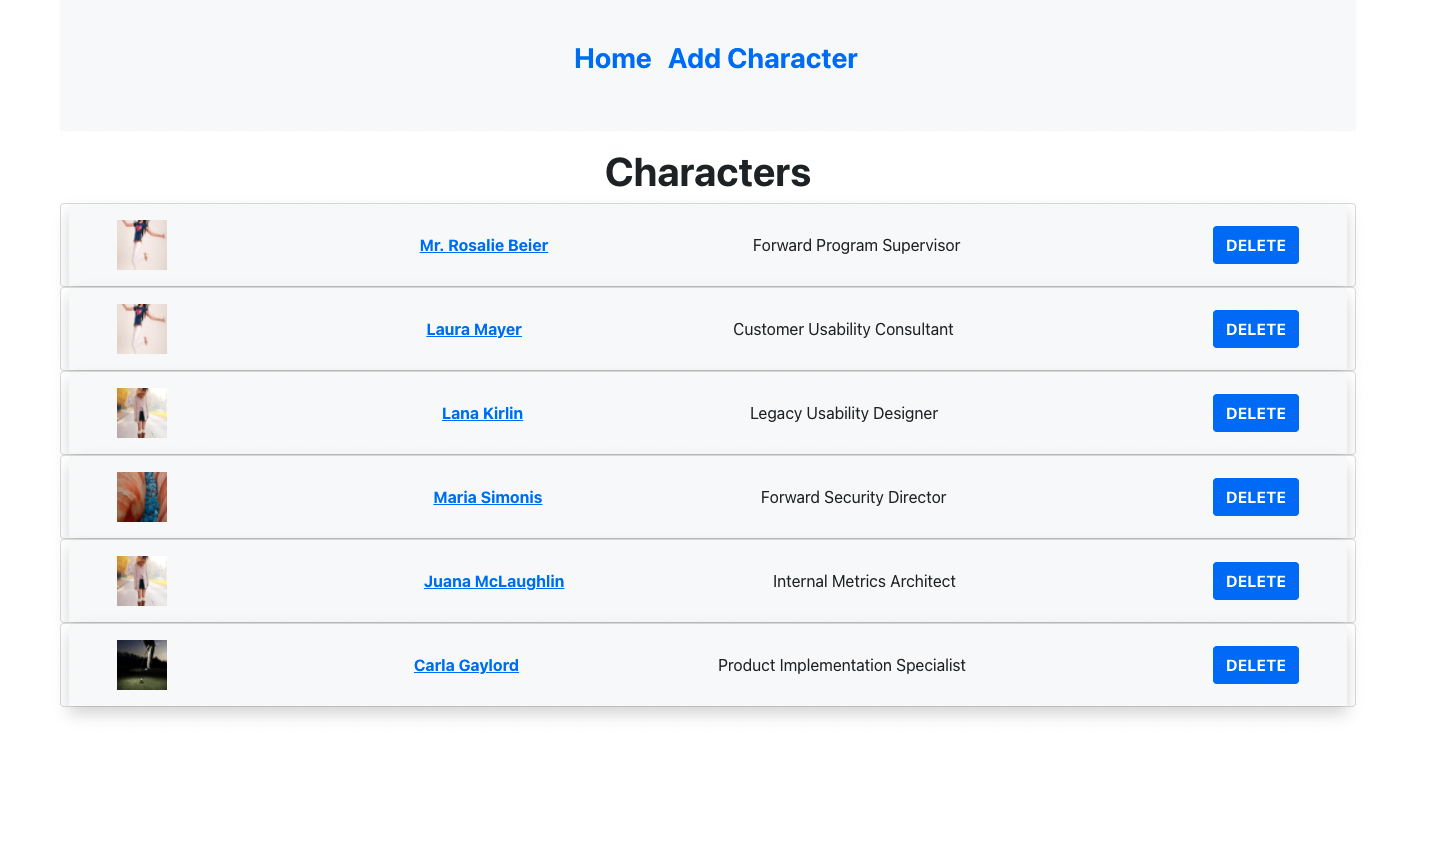 Home Add Character
Characters
Mr. Rosalie Beier Forward Program Supervisor DELETE
Laura Mayer Customer Usability Consultant DELETE
Lana Kirlin Legacy Usability Designer DELETE
Maria Simonis Forward Security Director DELETE
Juana McLaughlin Internal Metrics Architect DELETE
Carla Gaylord Product Implementation Specialist DELETE